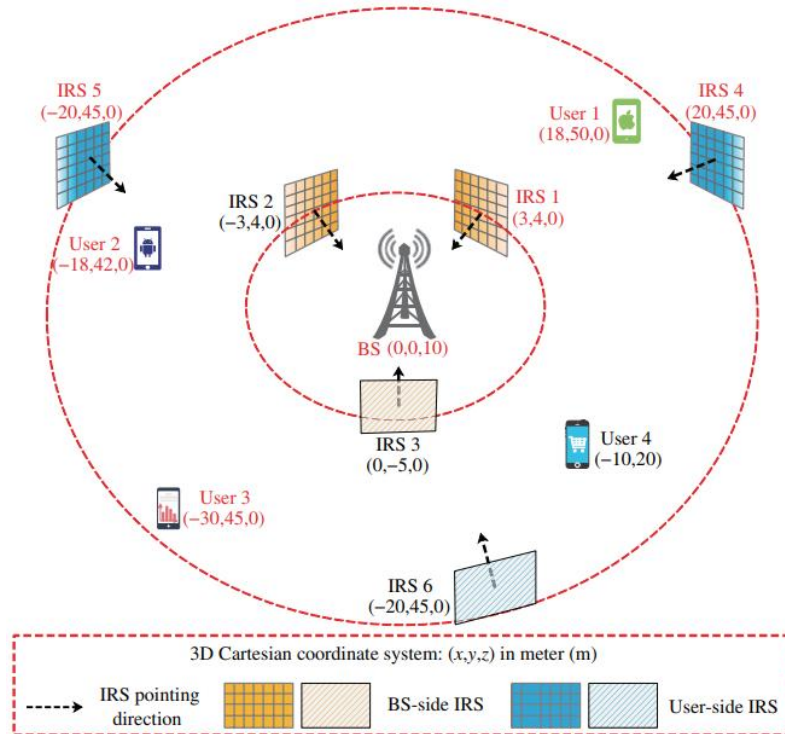 IRS 5
(−20,45,0)
IRS 4
(20,45,0)
User 1
(18,50,0)
IRS 2
(−3,4,0)
IRS 1
(3,4,0)
User 2
(−18,42,0)
BS (0,0,10)
IRS 3
(0,−5,0)
User 4
(−10,20)
User 3
(−30,45,0)
IRS 6
(−20,45,0)
3D Cartesian coordinate system: (x,y,z) in meter (m)
IRS pointing
direction
BS-side IRS
User-side IRS